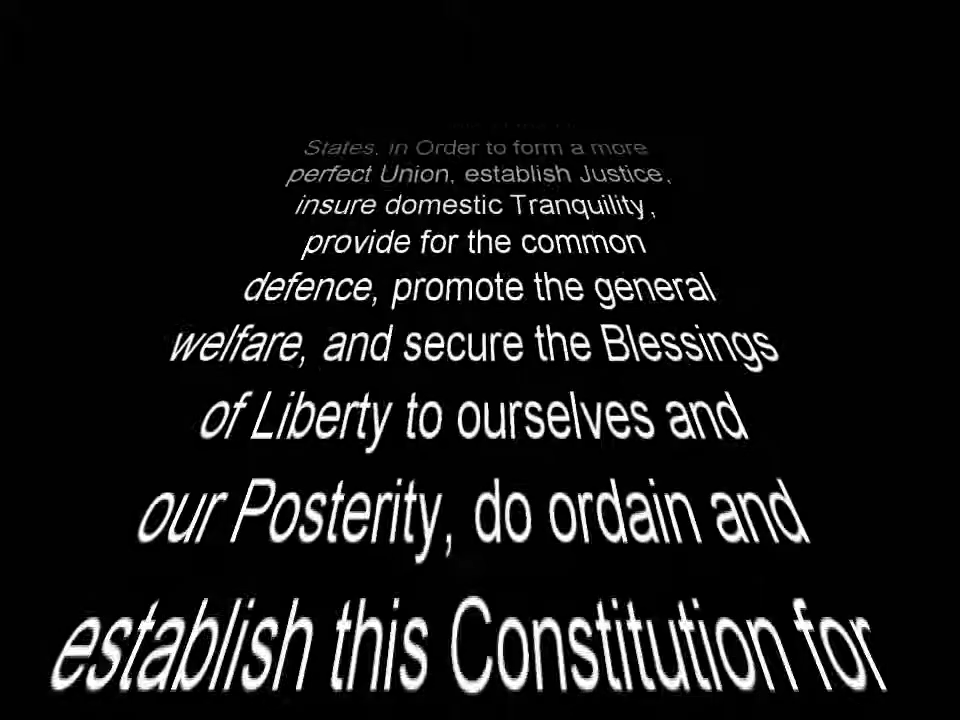 States, in Order to form a more
perfect Union, establish Justice,
insure domestic Tranquility,
provide for the common
defence, promote the general
welfare, and secure the Blessings
of Liberty to ourselves and
our Posterity, do ordain and
establish this Constitution for